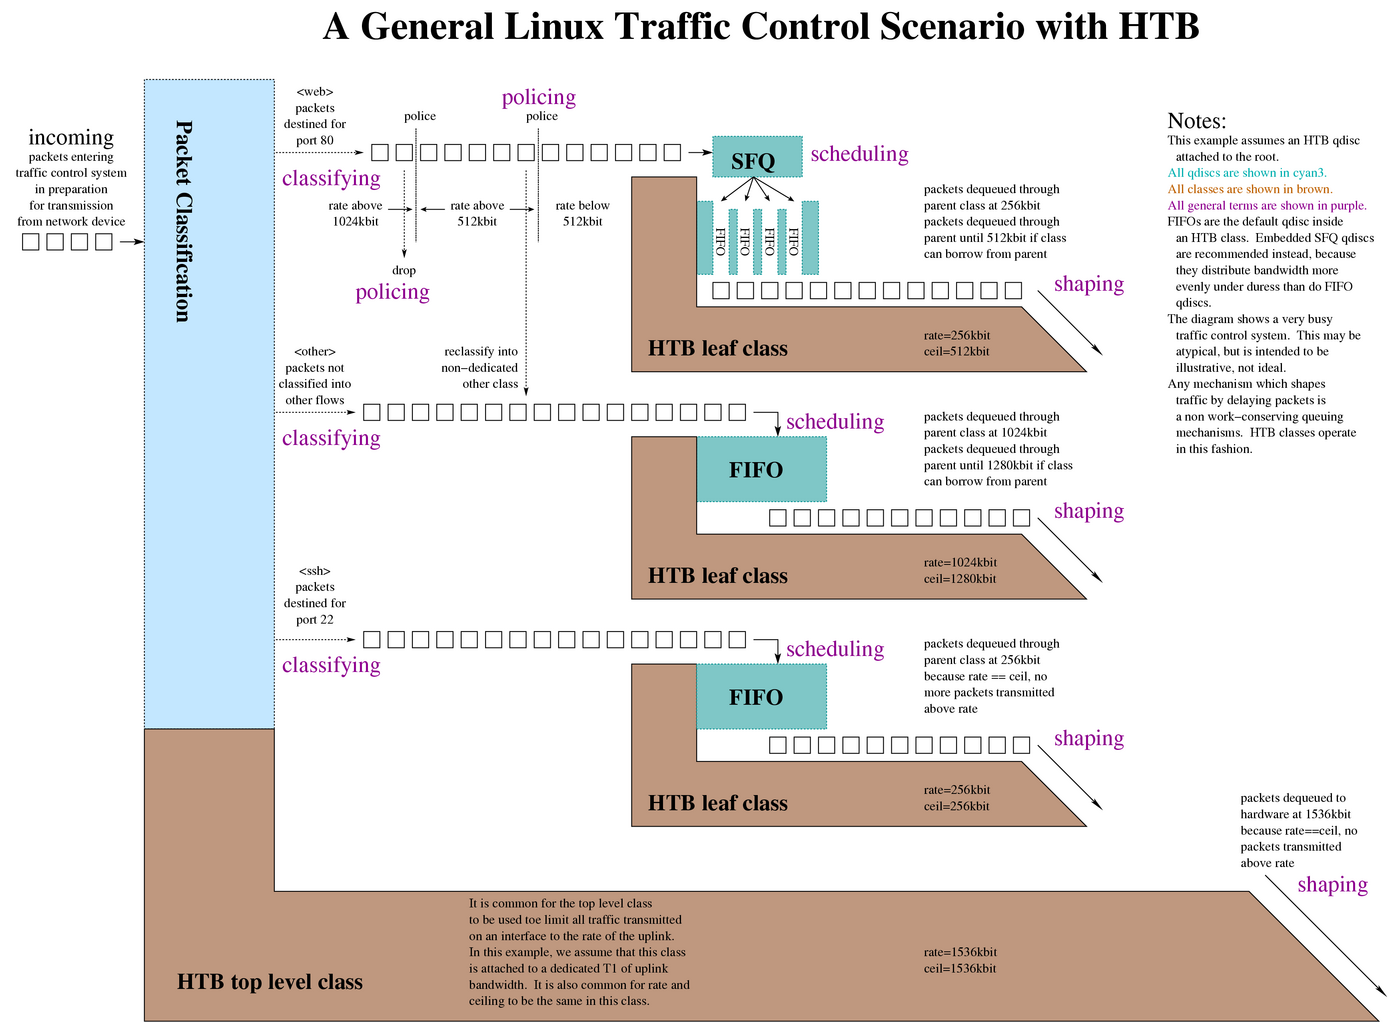 A General Linux Traffic Control Scenario with HTB
incoming
packets entering
traffic control system
in preparation
for transmission
from network device
Packet Classification
<web>
packets
destined for
port 80
classifying
police
policing
police
rate above
1024kbit
rate above
512kbit
rate below
512kbit
drop
policing
reclassify into
non−dedicated
other class
SFQ
scheduling
FIFO
FIFO
FIFO
FIFO
packets dequeued through
parent class at 256kbit
packets dequeued through
parent until 512kbit if class
can borrow from parent
shaping
HTB leaf class
rate=256kbit
ceil=512kbit
<other>
packets not
classified into
other flows
classifying
scheduling
FIFO
packets dequeued through
parent class at 1024kbit
packets dequeued through
parent until 1280kbit if class
can borrow from parent
shaping
HTB leaf class
rate=1024kbit
ceil=1280kbit
<ssh>
packets
destined for
port 22
classifying
scheduling
FIFO
packets dequeued through
parent class at 256kbit
because rate == ceil, no
more packets transmitted
above rate
shaping
HTB leaf class
rate=256kbit
ceil=256kbit
Notes:
This example assumes an HTB qdisc
attached to the root.
All qdiscs are shown in cyan3.
All classes are shown in brown.
All general terms are shown in purple.
FIFOs are the default qdisc inside
an HTB class.  Embedded SFQ qdiscs
are recommended instead, because
they distribute bandwidth more
evenly under duress than do FIFO
qdiscs.
The diagram shows a very busy
traffic control system.  This may be
atypical, but is intended to be
illustrative, not ideal.
Any mechanism which shapes
traffic by delaying packets is
a non work−conserving queuing
mechanisms.  HTB classes operate
in this fashion.
packets dequeued to
hardware at 1536kbit
because rate==ceil, no
packets transmitted
above rate
shaping
HTB top level class
It is common for the top level class
to be used toe limit all traffic transmitted
on an interface to the rate of the uplink.
In this example, we assume that this class
is attached to a dedicated T1 of uplink
bandwidth.  It is also common for rate and
ceiling to be the same in this class.
rate=1536kbit
ceil=1536kbit